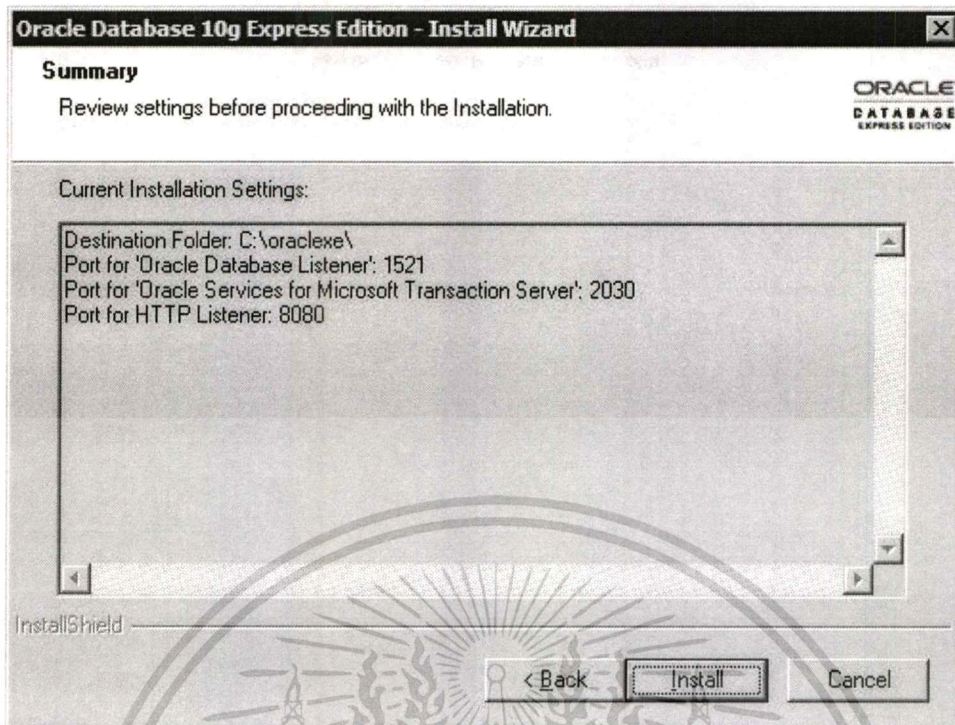 Oracle Database 10g Express Edition - Install Wizard
Summary
Review settings before proceeding with the Installation.
ORACLE
DATABASE
EXPRESS EDITION
Current Installation Settings:
Destination Folder: C:\oraclexe\
Port for 'Oracle Database Listener': 1521
Port for 'Oracle Services for Microsoft Transaction Server': 2030
Port for HTTP Listener: 8080
InstallShield
< Back
Install
Cancel